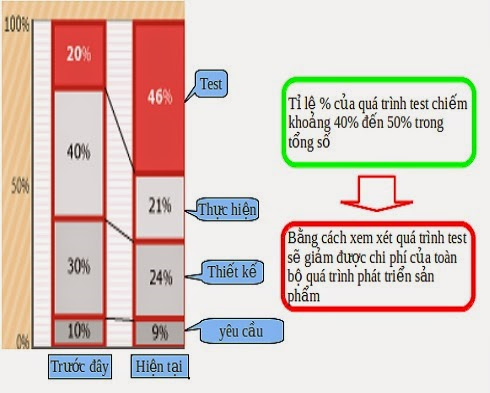 100%
20%
46%
Test
40%
50%
21%
Thực hiện
30%
24%
Thiết kế
10%
9%
yêu cầu
0%
Trước đây
Hiện tại
Tỉ lệ % của quá trình test chiếm
khoảng 40% đến 50% trong
tổng số
Bằng cách xem xét quá trình test
sẽ giảm được chi phí của toàn
bộ quá trình phát triển sản
phẩm